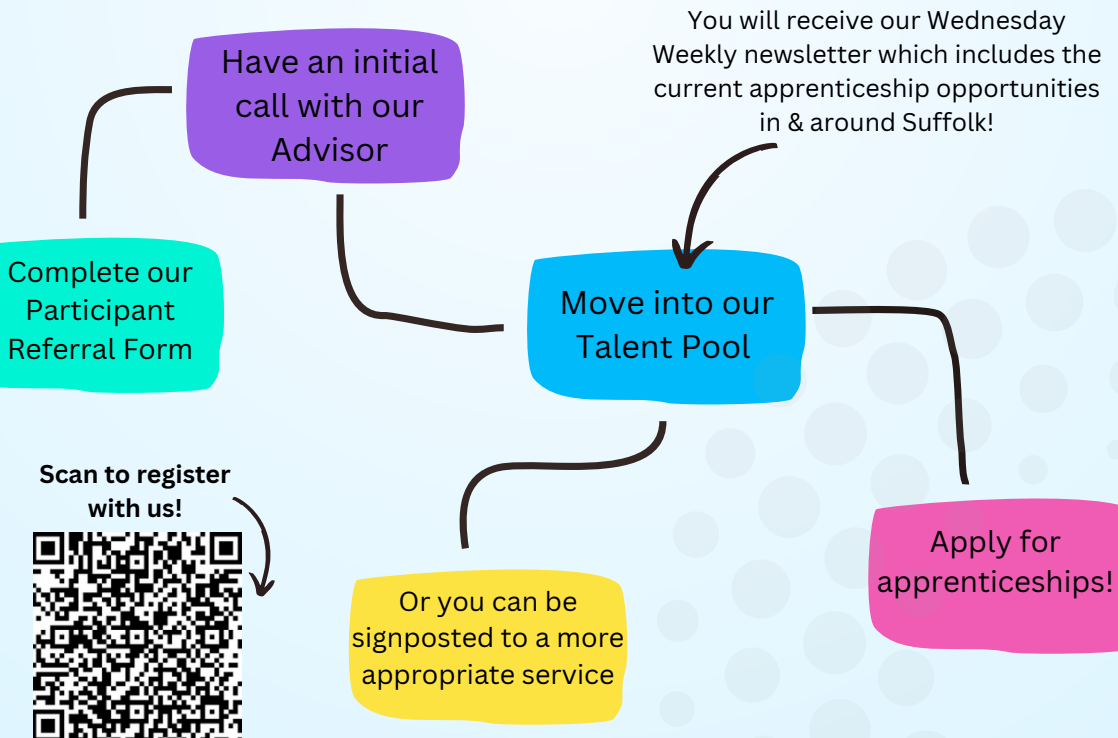 Complete our
Participant
Referral Form
Have an initial
call with our
Advisor
You will receive our Wednesday
Weekly newsletter which includes the
current apprenticeship opportunities
in & around Suffolk!
Move into our
Talent Pool
Or you can be
signposted to a more
appropriate service
Apply for
apprenticeships!
Scan to register
with us!